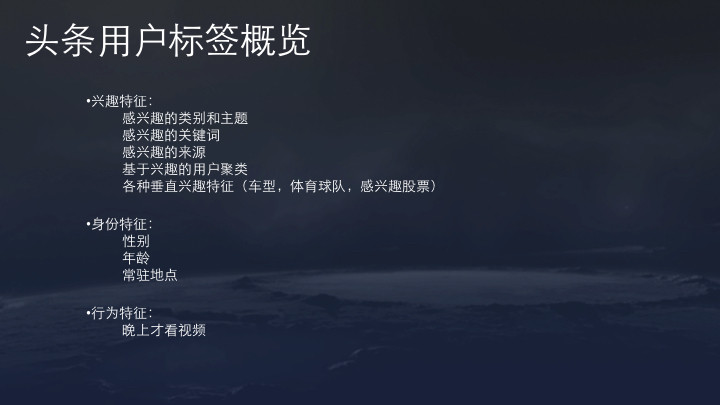 头条用户标签概览
•兴趣特征：
感兴趣的类别和主题
感兴趣的关键词
感兴趣的来源
基于兴趣的用户聚类
各种垂直兴趣特征（车型，体育球队，感兴趣股票）
•身份特征：
性别
年龄
常驻地点
•行为特征：
晚上才看视频